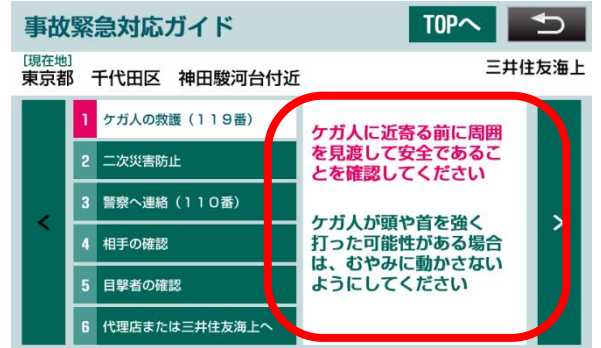 事故緊急対応ガイド
TOPへ
[現在地]
東京都 千代田区 神田駿河台付近
三井住友海上
1 ケガ人の救護（119番）
2 二次災害防止
3 警察へ連絡（110番）
4 相手の確認
5 目撃者の確認
6 代理店または三井住友海上へ
<
ケガ人に近寄る前に周囲
を見渡して安全であるこ
とを確認してください
ケガ人が頭や首を強く
打った可能性がある場合
は、むやみに動かさない
ようにしてください
>